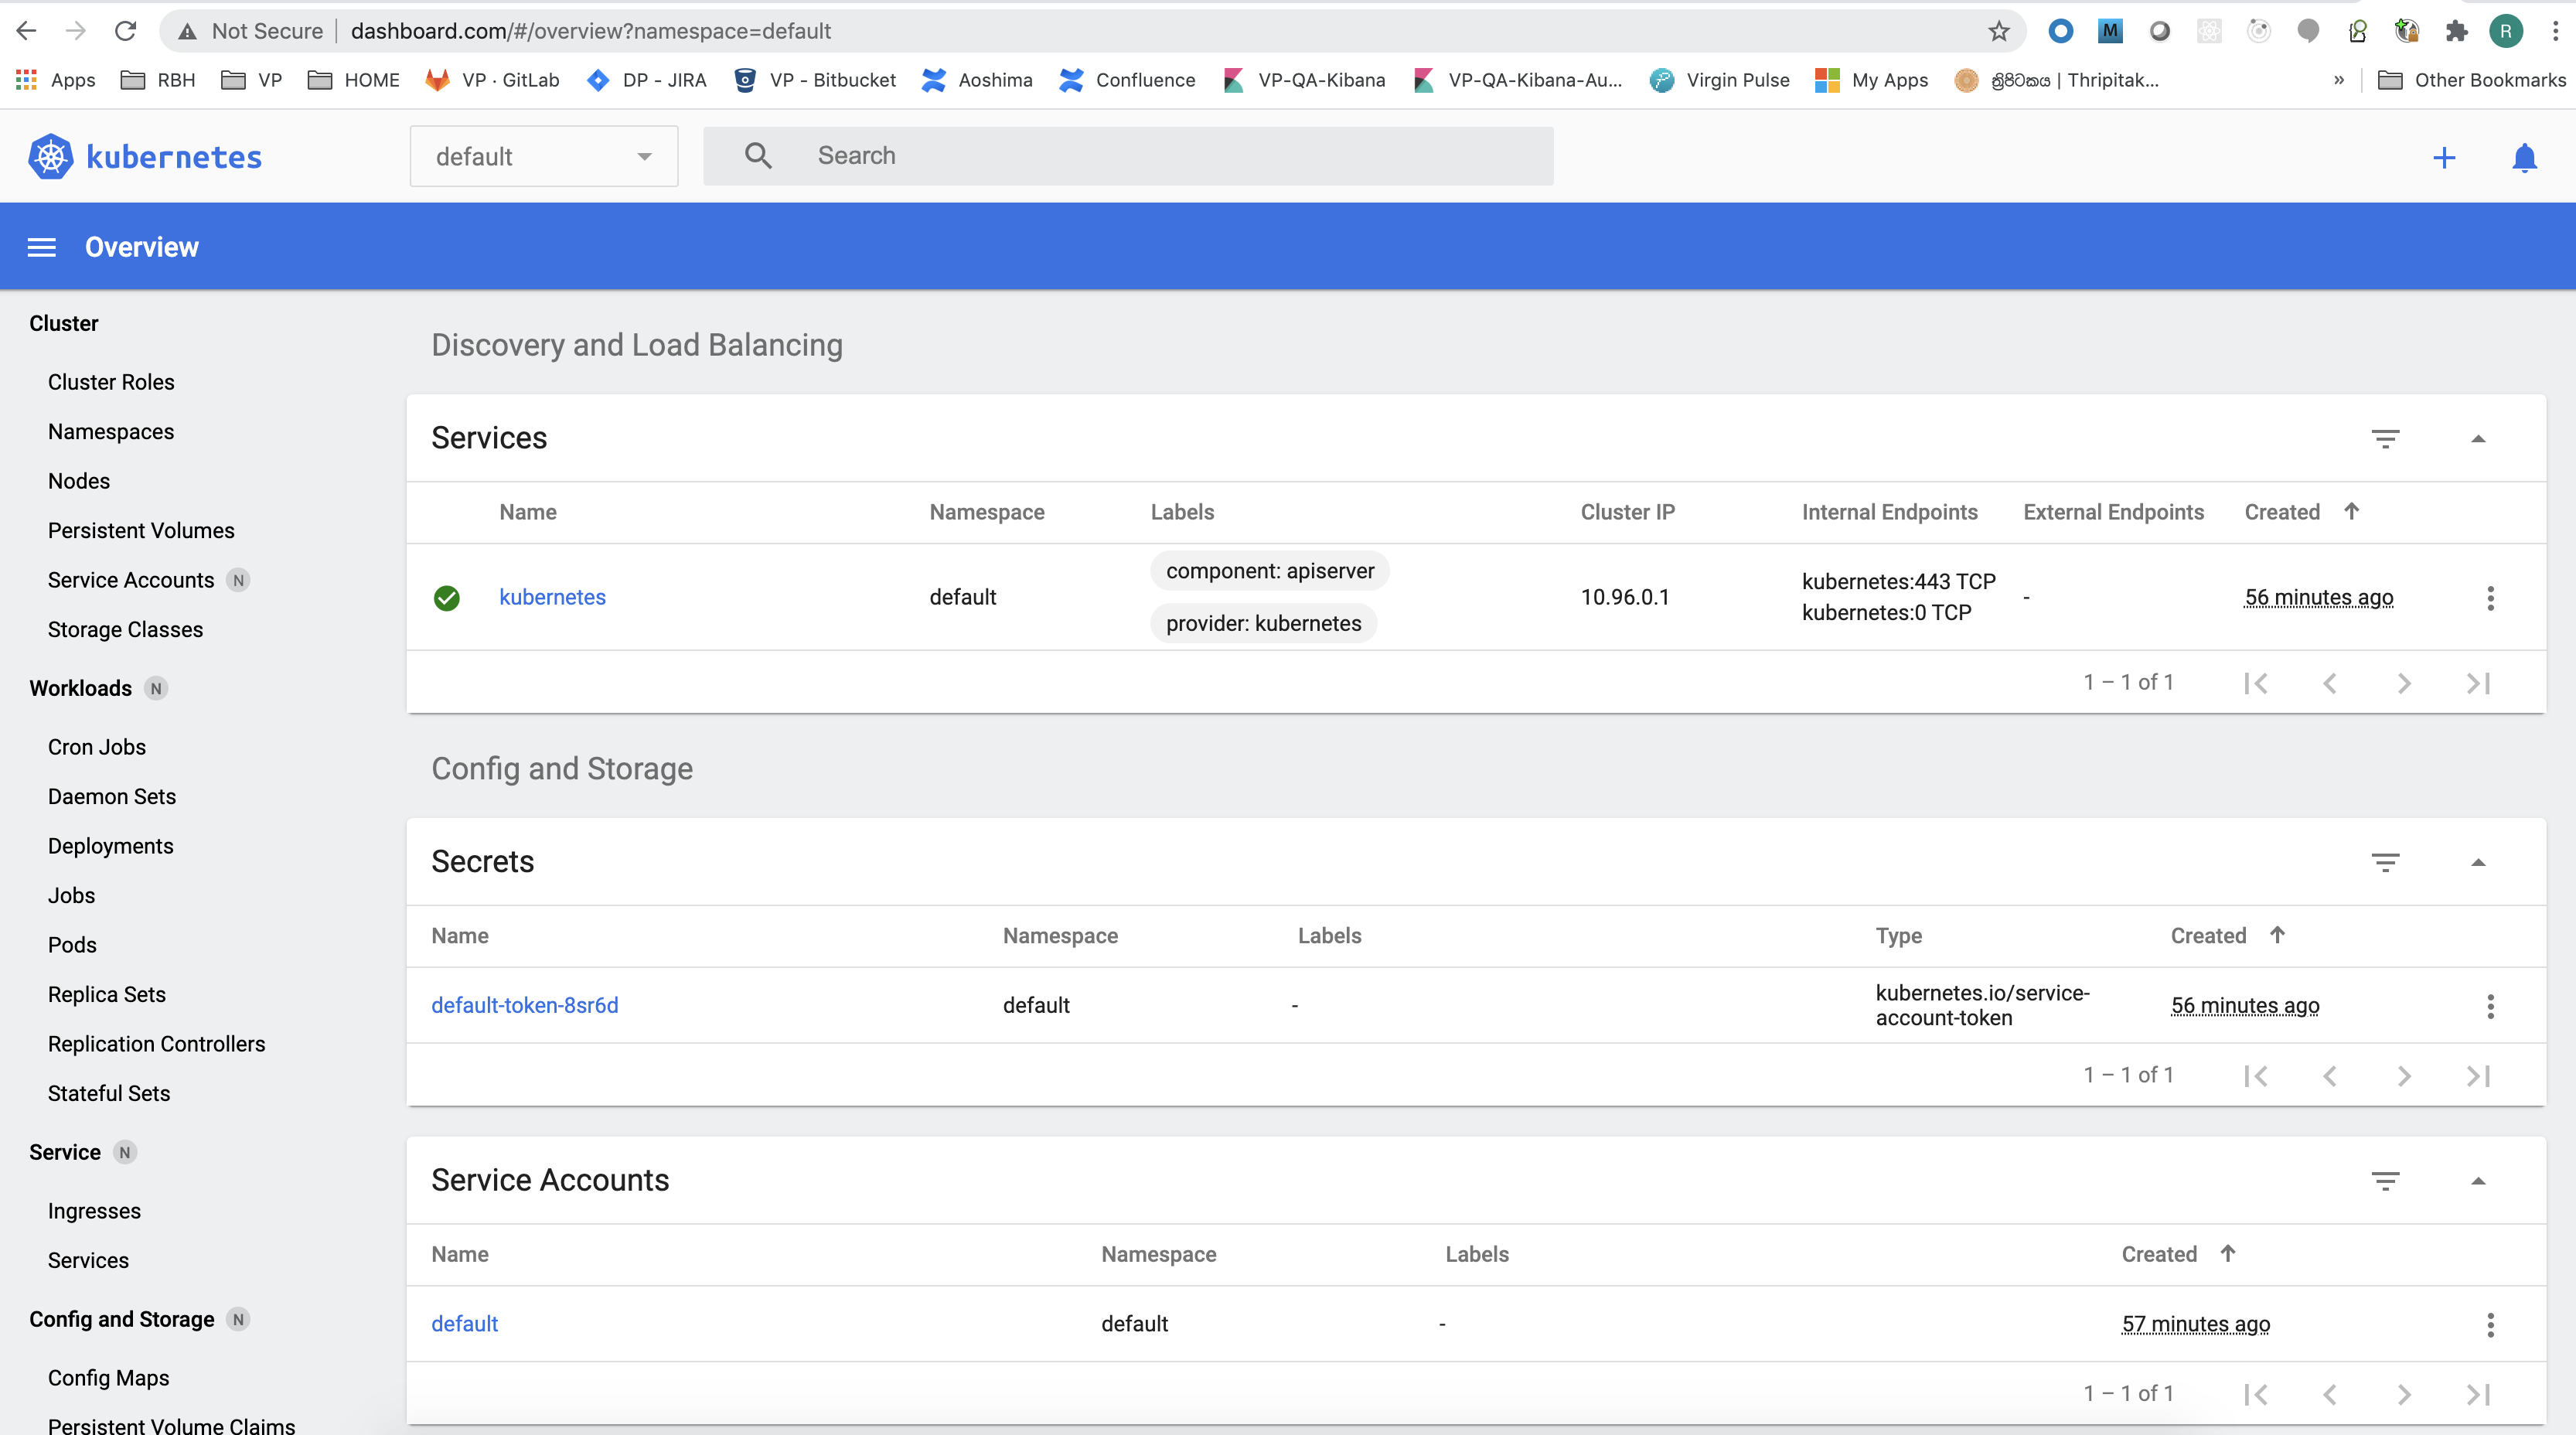 Not Secure dashboard.com/#/overview?namespace=default R
Apps RBH VP HOME VP · GitLab DP - JIRA VP - Bitbucket Aoshima Confluence VP-QA-Kibana VP-QA-Kibana-Au... Virgin Pulse My Apps ත්‍රිපිටකය | Thripitak... » Other Bookmarks
kubernetes default Search
Overview
Cluster
Cluster Roles
Namespaces
Nodes
Persistent Volumes
Service Accounts N
Storage Classes
Workloads N
Cron Jobs
Daemon Sets
Deployments
Jobs
Pods
Replica Sets
Replication Controllers
Stateful Sets
Service N
Ingresses
Services
Config and Storage N
Config Maps
Persistent Volume Claims
Discovery and Load Balancing
Services
Name Namespace Labels Cluster IP Internal Endpoints External Endpoints Created
kubernetes default component: apiserver provider: kubernetes 10.96.0.1 kubernetes:443 TCP kubernetes:0 TCP - 56 minutes ago
1 – 1 of 1
Config and Storage
Secrets
Name Namespace Labels Type Created
default-token-8sr6d default - kubernetes.io/service-account-token 56 minutes ago
1 – 1 of 1
Service Accounts
Name Namespace Labels Created
default default - 57 minutes ago
1 – 1 of 1